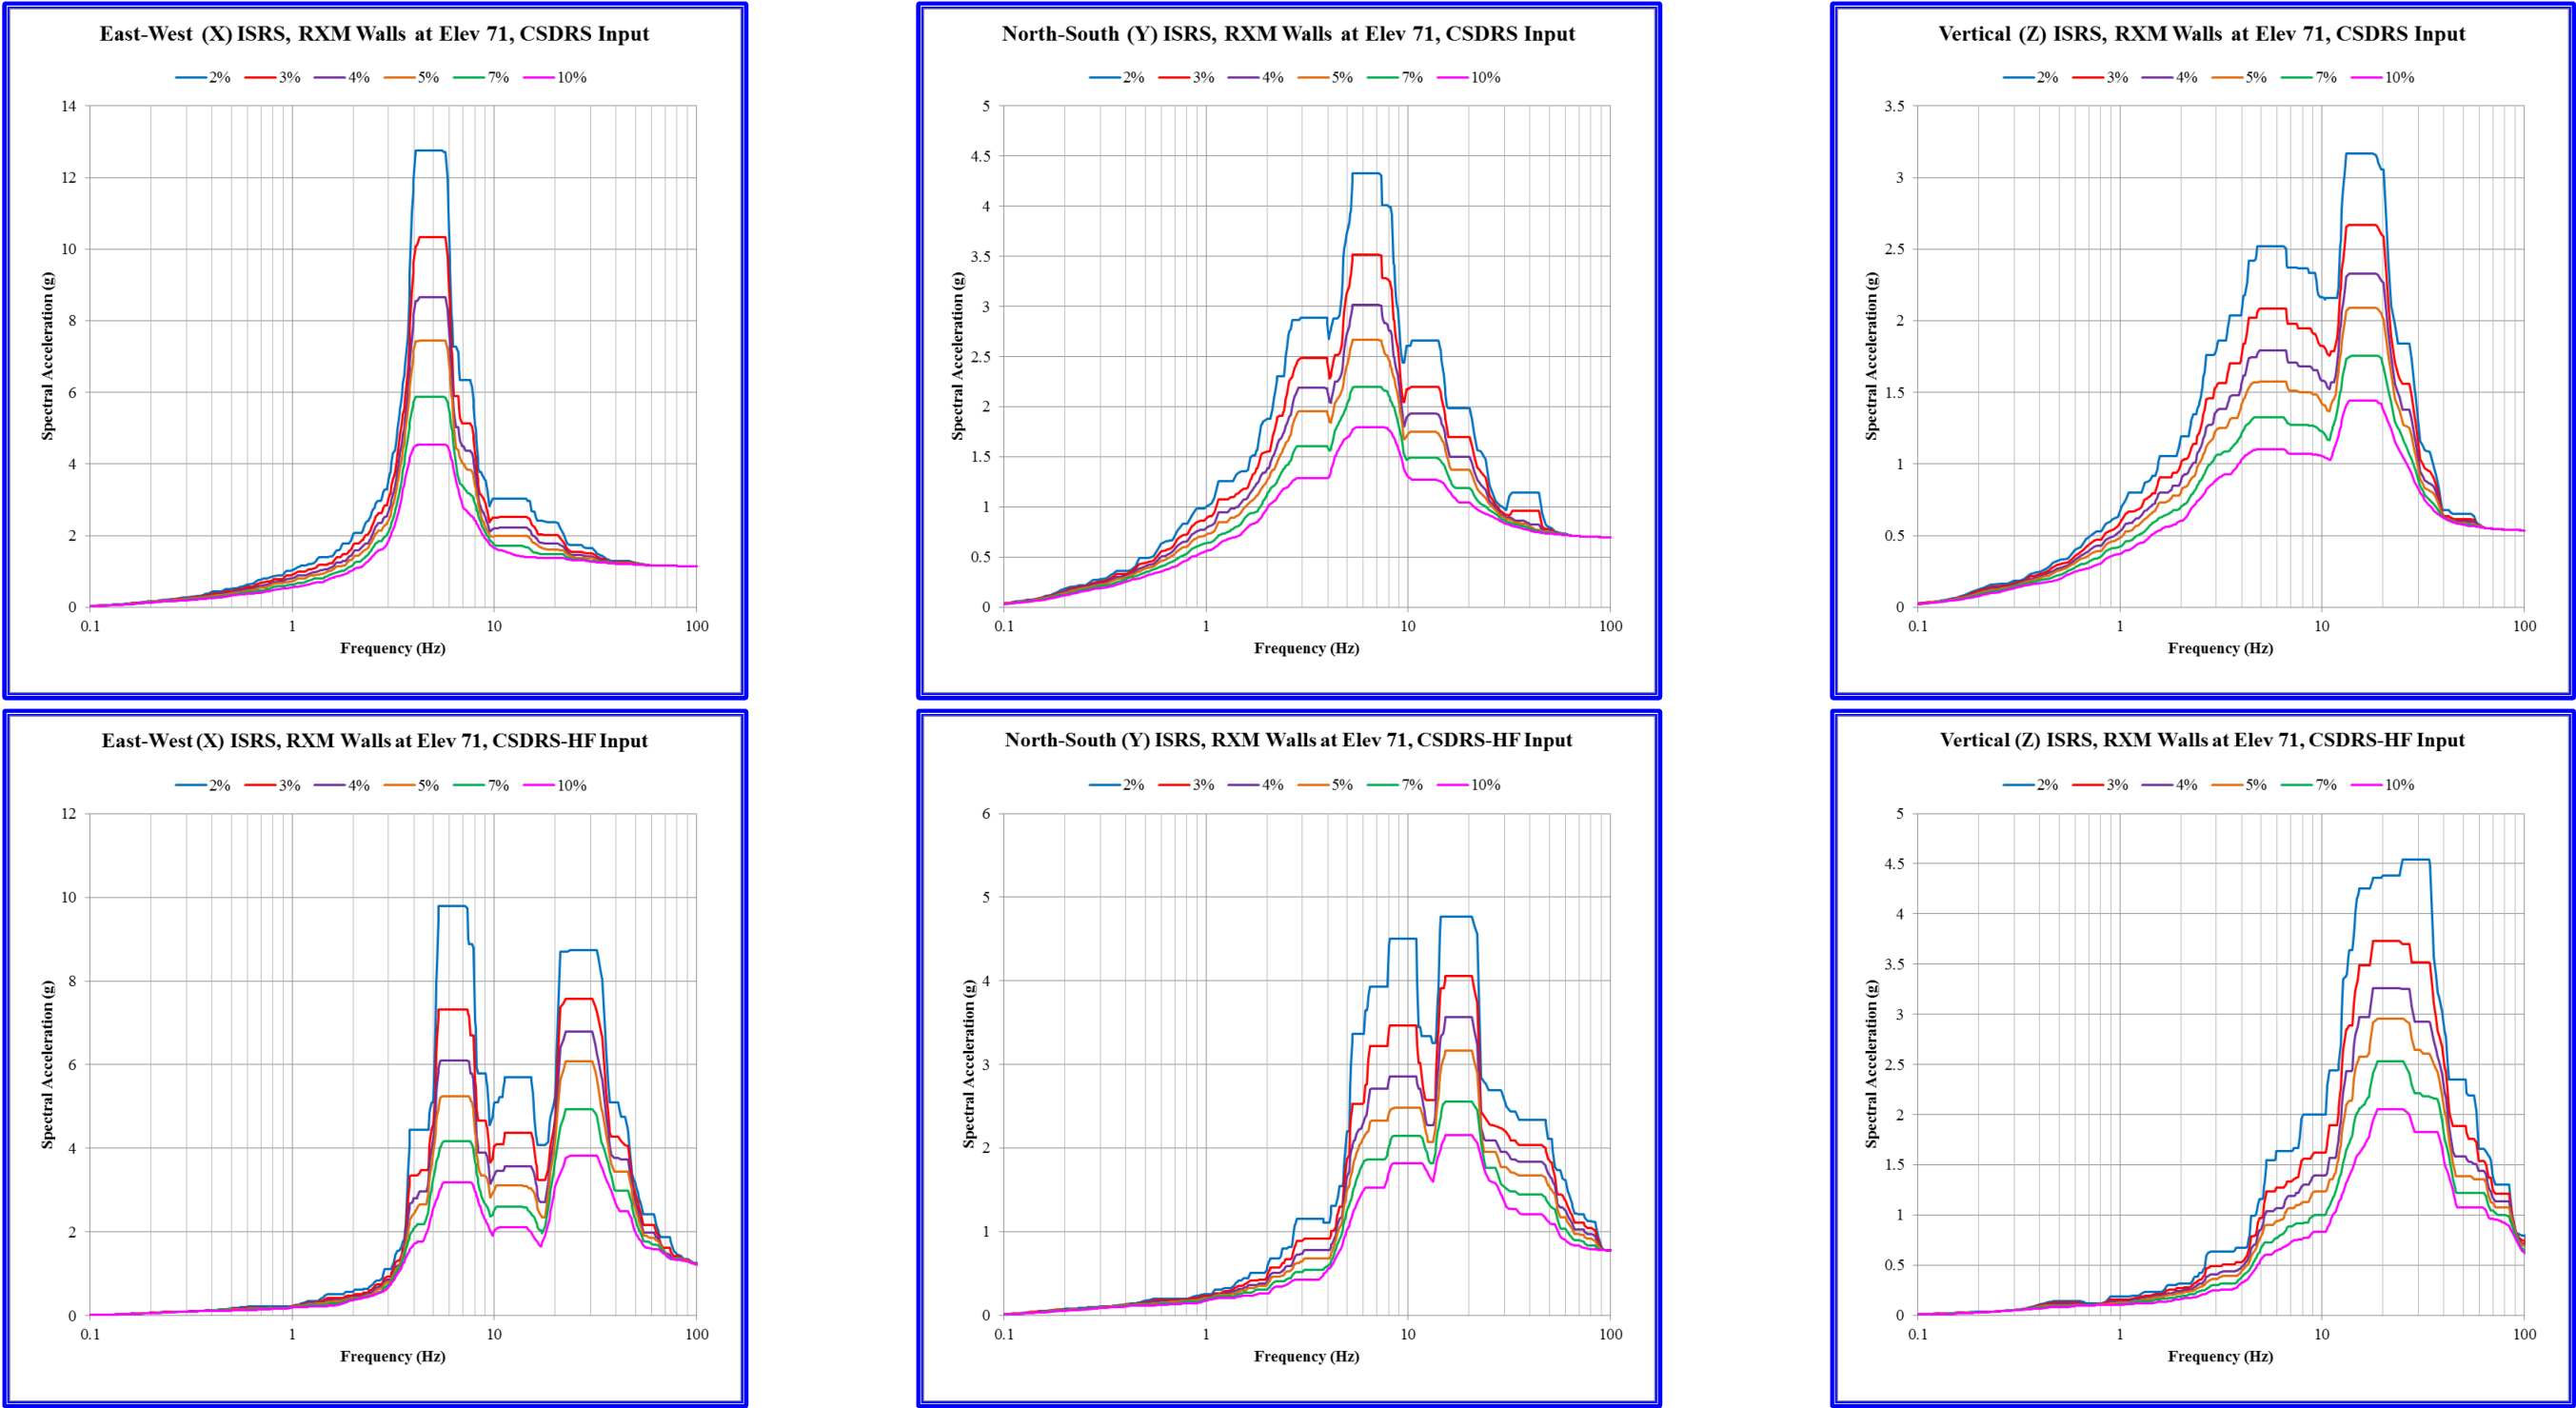 East-West (X) ISRS, RXM Walls at Elev 71, CSDRS Input
2% 3% 4% 5% 7% 10%
14
12
10
8
6
4
2
0
Spectral Acceleration (g)
0.1 1 10 100
Frequency (Hz)
North-South (Y) ISRS, RXM Walls at Elev 71, CSDRS Input
2% 3% 4% 5% 7% 10%
5
4.5
4
3.5
3
2.5
2
1.5
1
0.5
0
Spectral Acceleration (g)
0.1 1 10 100
Frequency (Hz)
Vertical (Z) ISRS, RXM Walls at Elev 71, CSDRS Input
2% 3% 4% 5% 7% 10%
3.5
3
2.5
2
1.5
1
0.5
0
Spectral Acceleration (g)
0.1 1 10 100
Frequency (Hz)
East-West (X) ISRS, RXM Walls at Elev 71, CSDRS-HF Input
2% 3% 4% 5% 7% 10%
12
10
8
6
4
2
0
Spectral Acceleration (g)
0.1 1 10 100
Frequency (Hz)
North-South (Y) ISRS, RXM Walls at Elev 71, CSDRS-HF Input
2% 3% 4% 5% 7% 10%
6
5
4
3
2
1
0
Spectral Acceleration (g)
0.1 1 10 100
Frequency (Hz)
Vertical (Z) ISRS, RXM Walls at Elev 71, CSDRS-HF Input
2% 3% 4% 5% 7% 10%
5
4.5
4
3.5
3
2.5
2
1.5
1
0.5
0
Spectral Acceleration (g)
0.1 1 10 100
Frequency (Hz)